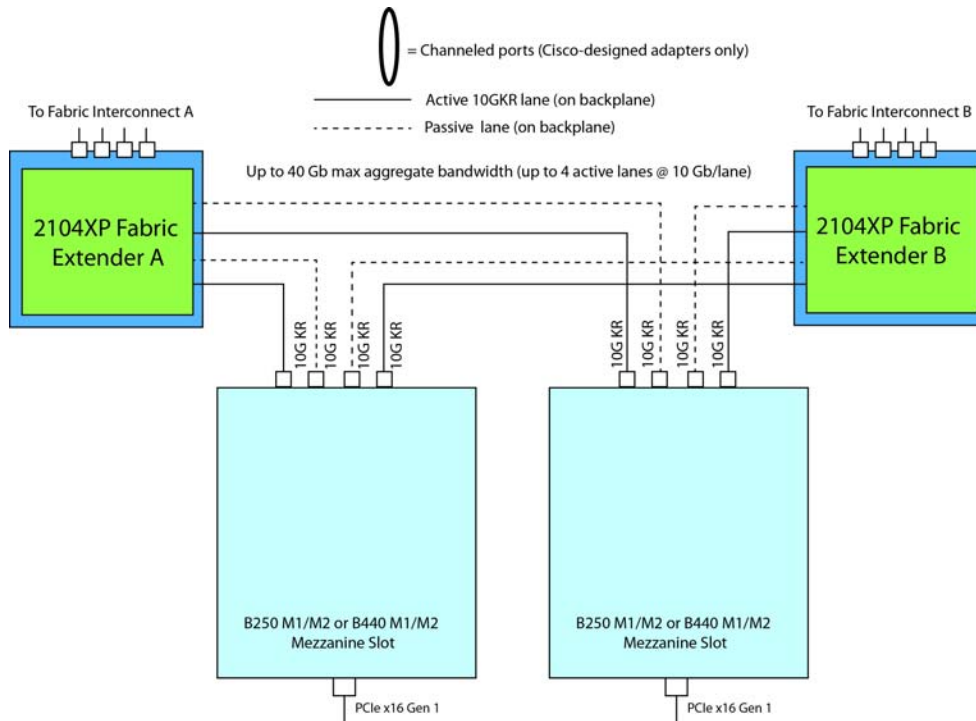 = Channeled ports (Cisco-designed adapters only)
Active 10GKR lane (on backplane)
Passive lane (on backplane)
To Fabric Interconnect A
To Fabric Interconnect B
Up to 40 Gb max aggregate bandwidth (up to 4 active lanes @ 10 Gb/lane)
2104XP Fabric
Extender A
2104XP Fabric
Extender B
10G KR
10G KR
10G KR
10G KR
10G KR
10G KR
10G KR
10G KR
B250 M1/M2 or B440 M1/M2
Mezzanine Slot
B250 M1/M2 or B440 M1/M2
Mezzanine Slot
PCIe x16 Gen 1
PCIe x16 Gen 1